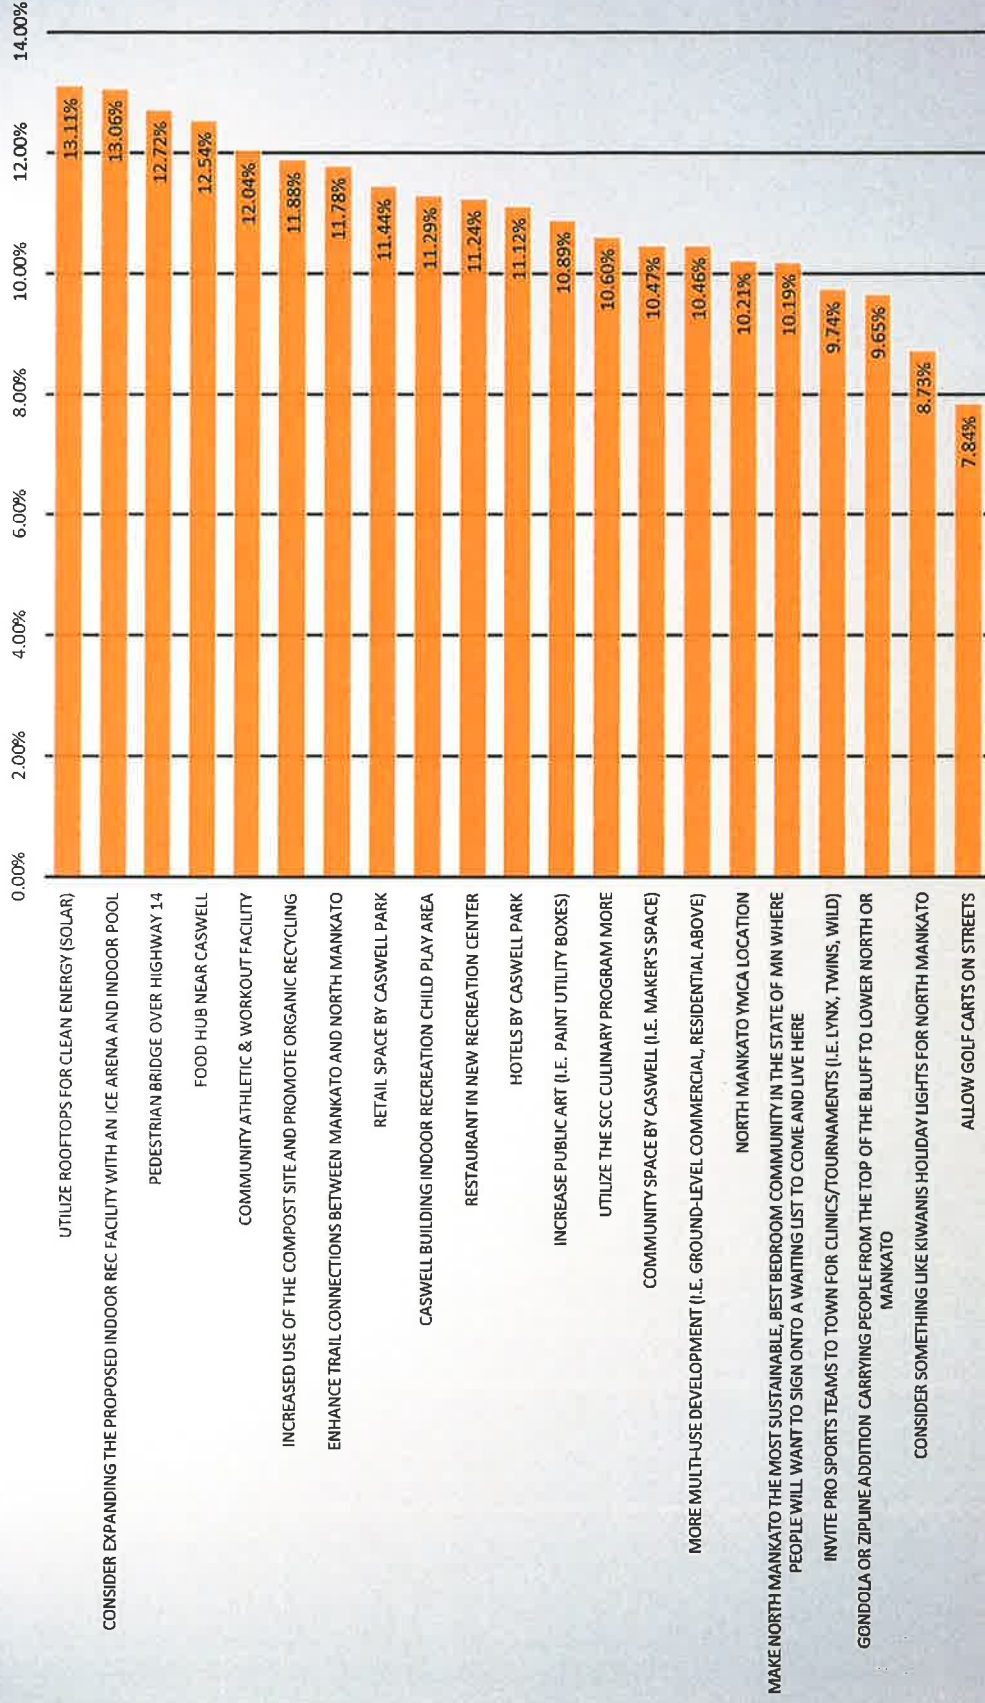 0.00% 2.00% 4.00% 6.00% 8.00% 10.00% 12.00% 14.00%
UTILIZE ROOFTOPS FOR CLEAN ENERGY (SOLAR) 13.11%
CONSIDER EXPANDING THE PROPOSED INDOOR REC FACILITY WITH AN ICE ARENA AND INDOOR POOL 13.06%
PEDESTRIAN BRIDGE OVER HIGHWAY 14 12.72%
FOOD HUB NEAR CASWELL 12.54%
COMMUNITY ATHLETIC & WORKOUT FACILITY 12.04%
INCREASED USE OF THE COMPOST SITE AND PROMOTE ORGANIC RECYCLING 11.88%
ENHANCE TRAIL CONNECTIONS BETWEEN MANKATO AND NORTH MANKATO 11.78%
RETAIL SPACE BY CASWELL PARK 11.44%
CASWELL BUILDING INDOOR RECREATION CHILD PLAY AREA 11.29%
RESTAURANT IN NEW RECREATION CENTER 11.24%
HOTELS BY CASWELL PARK 11.12%
INCREASE PUBLIC ART (I.E. PAINT UTILITY BOXES) 10.89%
UTILIZE THE SCC CULINARY PROGRAM MORE 10.60%
COMMUNITY SPACE BY CASWELL (I.E. MAKER'S SPACE) 10.47%
MORE MULTI-USE DEVELOPMENT (I.E. GROUND-LEVEL COMMERCIAL, RESIDENTIAL ABOVE) 10.46%
NORTH MANKATO YMCA LOCATION 10.21%
MAKE NORTH MANKATO THE MOST SUSTAINABLE, BEST BEDROOM COMMUNITY IN THE STATE OF MN WHERE
PEOPLE WILL WANT TO SIGN ONTO A WAITING LIST TO COME AND LIVE HERE 10.19%
INVITE PRO SPORTS TEAMS TO TOWN FOR CLINICS/TOURNAMENTS (I.E. LYNX, TWINS, WILD) 9.74%
GONDOLA OR ZIPLINE ADDITION CARRYING PEOPLE FROM THE TOP OF THE BLUFF TO LOWER NORTH OR
MANKATO 9.65%
CONSIDER SOMETHING LIKE KIWANIS HOLIDAY LIGHTS FOR NORTH MANKATO 8.73%
ALLOW GOLF CARTS ON STREETS 7.84%